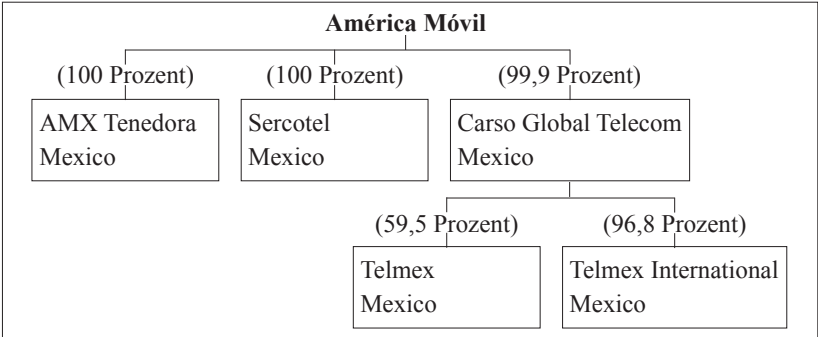 América Móvil
(100 Prozent)
(100 Prozent)
(99,9 Prozent)
AMX Tenedora
Mexico
Sercotel
Mexico
Carso Global Telecom
Mexico
(59,5 Prozent)
(96,8 Prozent)
Telmex
Mexico
Telmex International
Mexico